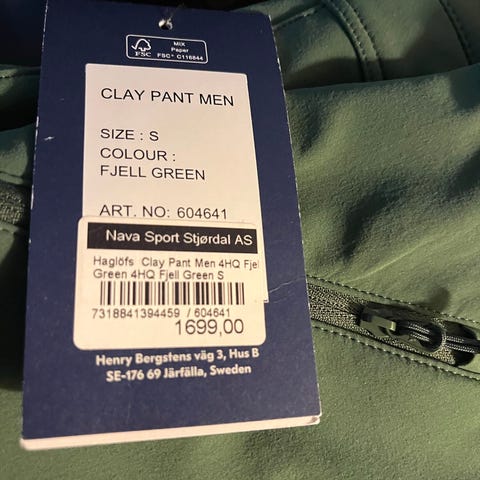 S
FSC
MIX
Paper
FSC® C116844
CLAY PANT MEN
SIZE : S
COLOUR :
FJELL GREEN
ART. NO: 604641
Nava Sport Stjørdal AS
Haglöfs Clay Pant Men 4HQ Fjel
Green 4HQ Fjell Green S
7318841394459 / 604641
1699,00
Henry Bergstens väg 3, Hus B
SE-176 69 Järfälla, Sweden